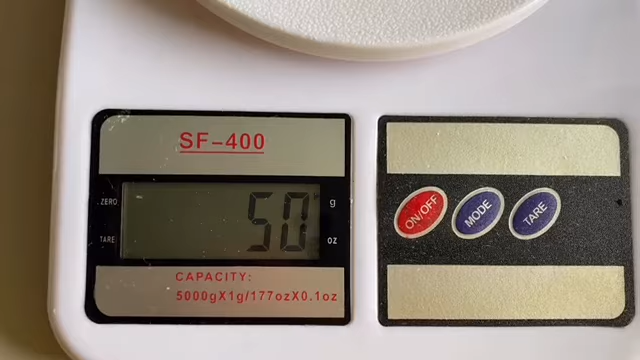 SF-400
ZERO
TARE
50
g
oz
CAPACITY:
5000gX1g/177ozX0.1oz
ON/OFF
MODE
TARE